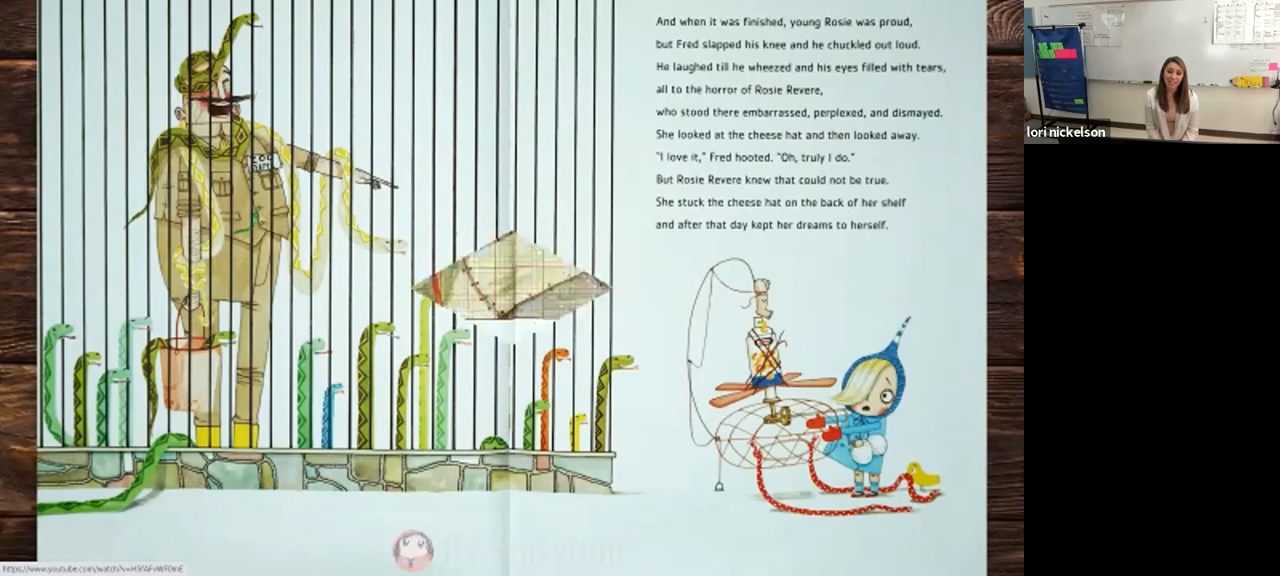 And when it was finished, young Rosie was proud,
but Fred slapped his knee and he chuckled out loud.
He laughed till he wheezed and his eyes filled with tears,
all to the horror of Rosie Revere,
who stood there embarrassed, perplexed, and dismayed.
She looked at the cheese hat and then looked away.
"I love it," Fred hooted. "Oh, truly I do."
But Rosie Revere knew that could not be true.
She stuck the cheese hat on the back of her shelf
and after that day kept her dreams to herself.
lori nickelson